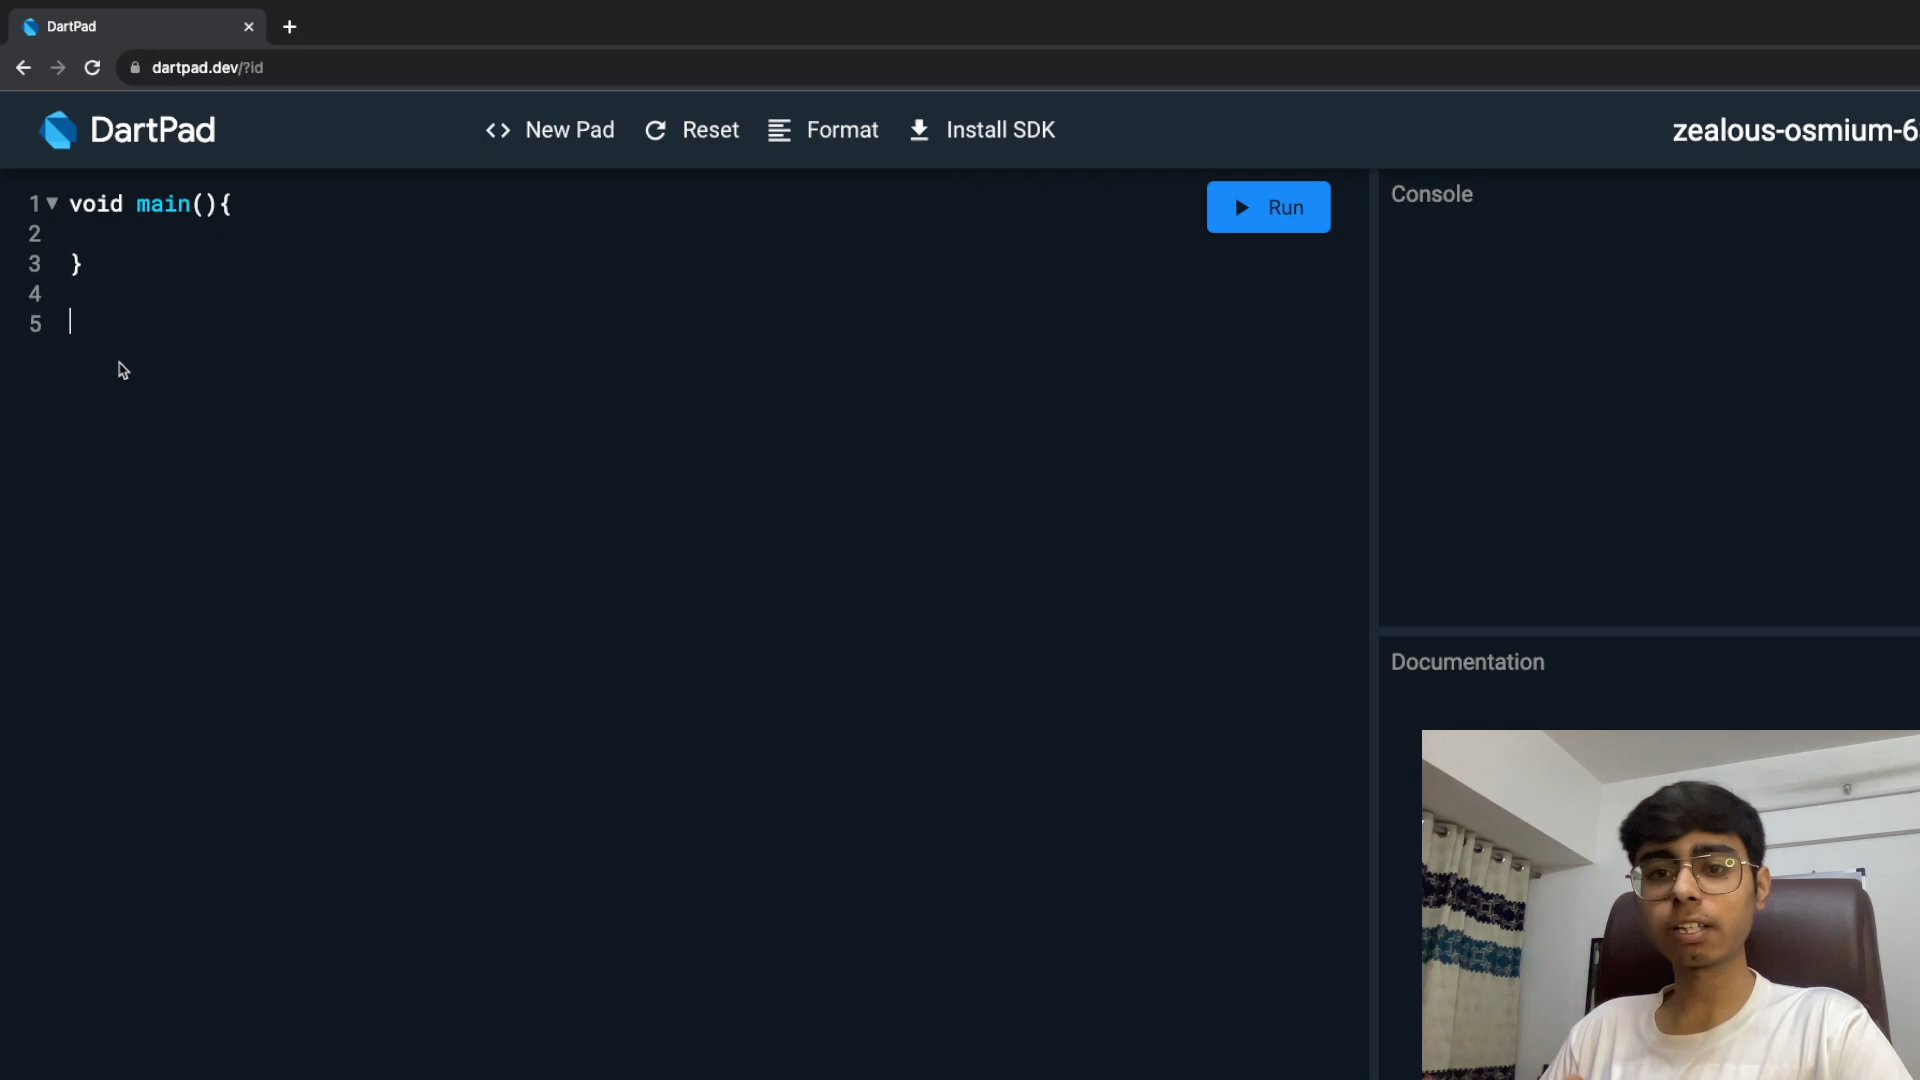 DartPad
dartpad.dev/?id
DartPad
New Pad
Reset
Format
Install SDK
zealous-osmium-6
1 void main(){
2
3 }
4
5
Run
Console
Documentation